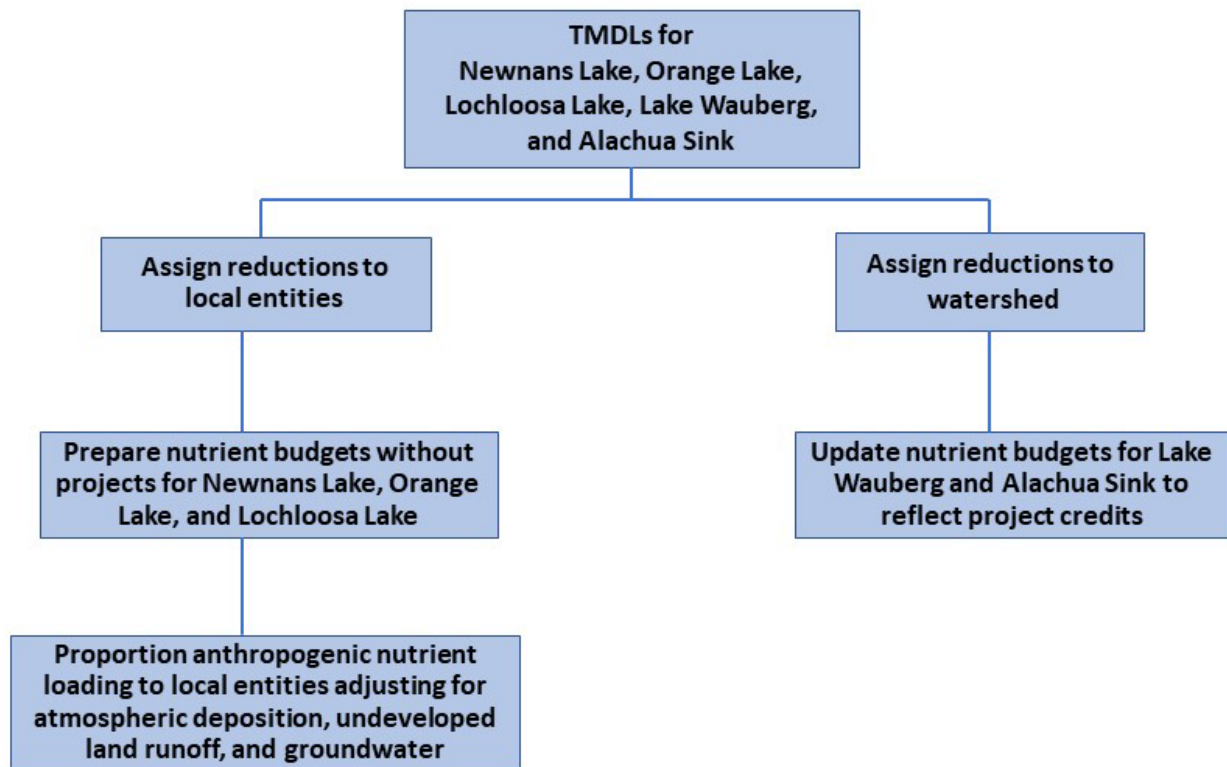 TMDLs for
Newnans Lake, Orange Lake,
Lochloosa Lake, Lake Wauberg,
and Alachua Sink
Assign reductions to
local entities
Assign reductions to
watershed
Prepare nutrient budgets without
projects for Newnans Lake, Orange
Lake, and Lochloosa Lake
Update nutrient budgets for Lake
Wauberg and Alachua Sink to
reflect project credits
Proportion anthropogenic nutrient
loading to local entities adjusting for
atmospheric deposition, undeveloped
land runoff, and groundwater